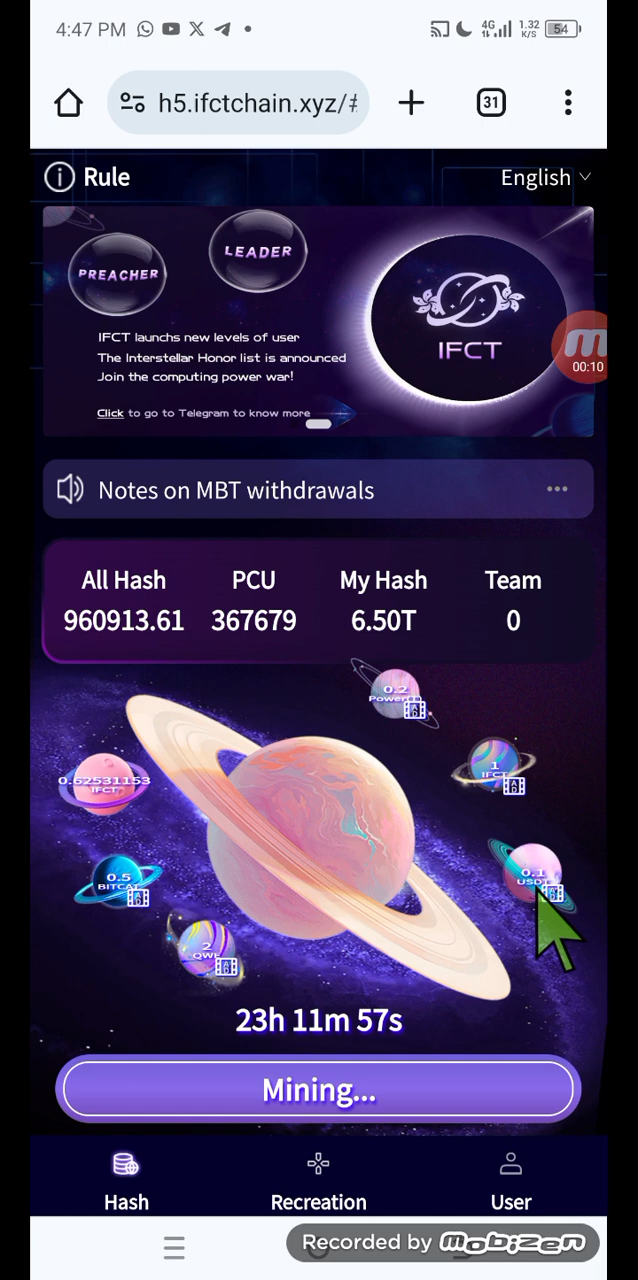 4:47 PM
4G
1.32
K/S
54
h5.ifctchain.xyz/#
31
Rule
English
PREACHER
LEADER
IFCT launchs new levels of user
The Interstellar Honor list is announced
Join the computing power war!
Click to go to Telegram to know more
IFCT
00:10
Notes on MBT withdrawals
All Hash
PCU
My Hash
Team
960913.61
367679
6.50T
0
0.2
Power
1
IFCT
0.62531153
IFCT
0.5
0.1
2
23h 11m 57s
Mining...
Hash
Recreation
User
Recorded by Mobizen